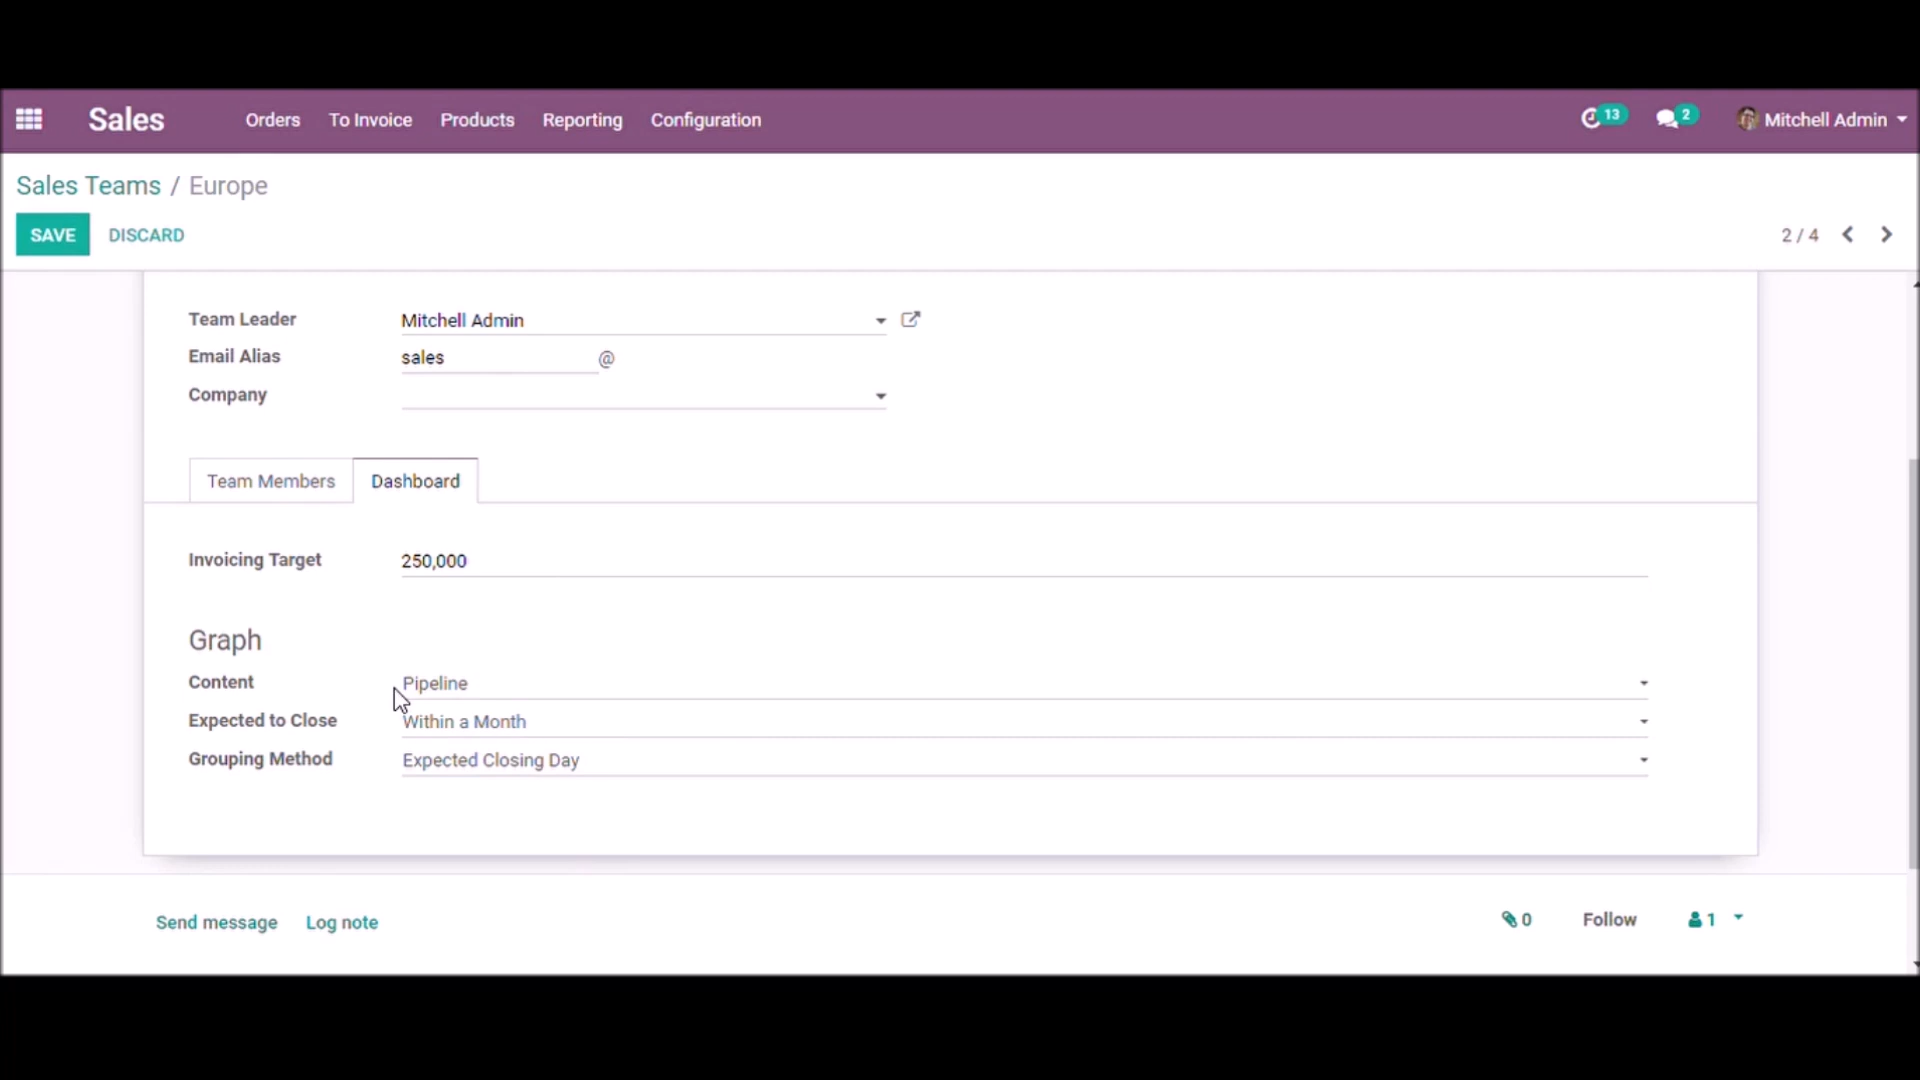 Sales Orders To Invoice Products Reporting Configuration 13 2 Mitchell Admin
Sales Teams / Europe
SAVE DISCARD 2 / 4
Team Leader Mitchell Admin
Email Alias sales @
Company
Team Members Dashboard
Invoicing Target 250,000
Graph
Content Pipeline
Expected to Close Within a Month
Grouping Method Expected Closing Day
Send message Log note 0 Follow 1